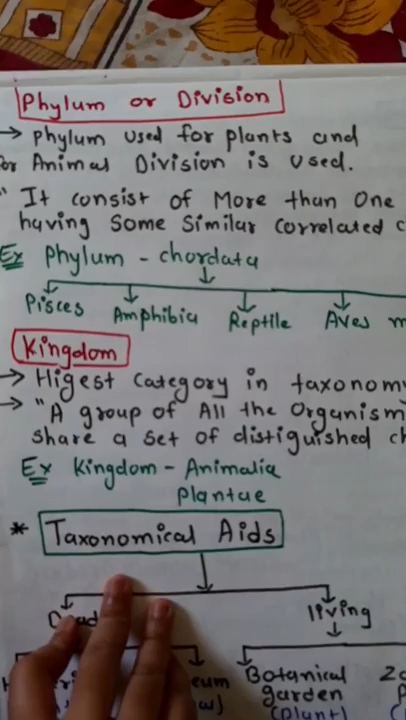 Phylum or Division
→ Phylum used for plants and
for Animal Division is used.
" It consist of More than One
having Some Similar Correlated
Ex Phylum - chordata
Pisces Amphibia Reptile Aves
Kingdom
→ Higest Category in taxonomy
→ "A group of All the Organism
Share a Set of distiguished
Ex Kingdom - Animalia
Plantae
* Taxonomical Aids
living
Botanical
garden
(Plant)